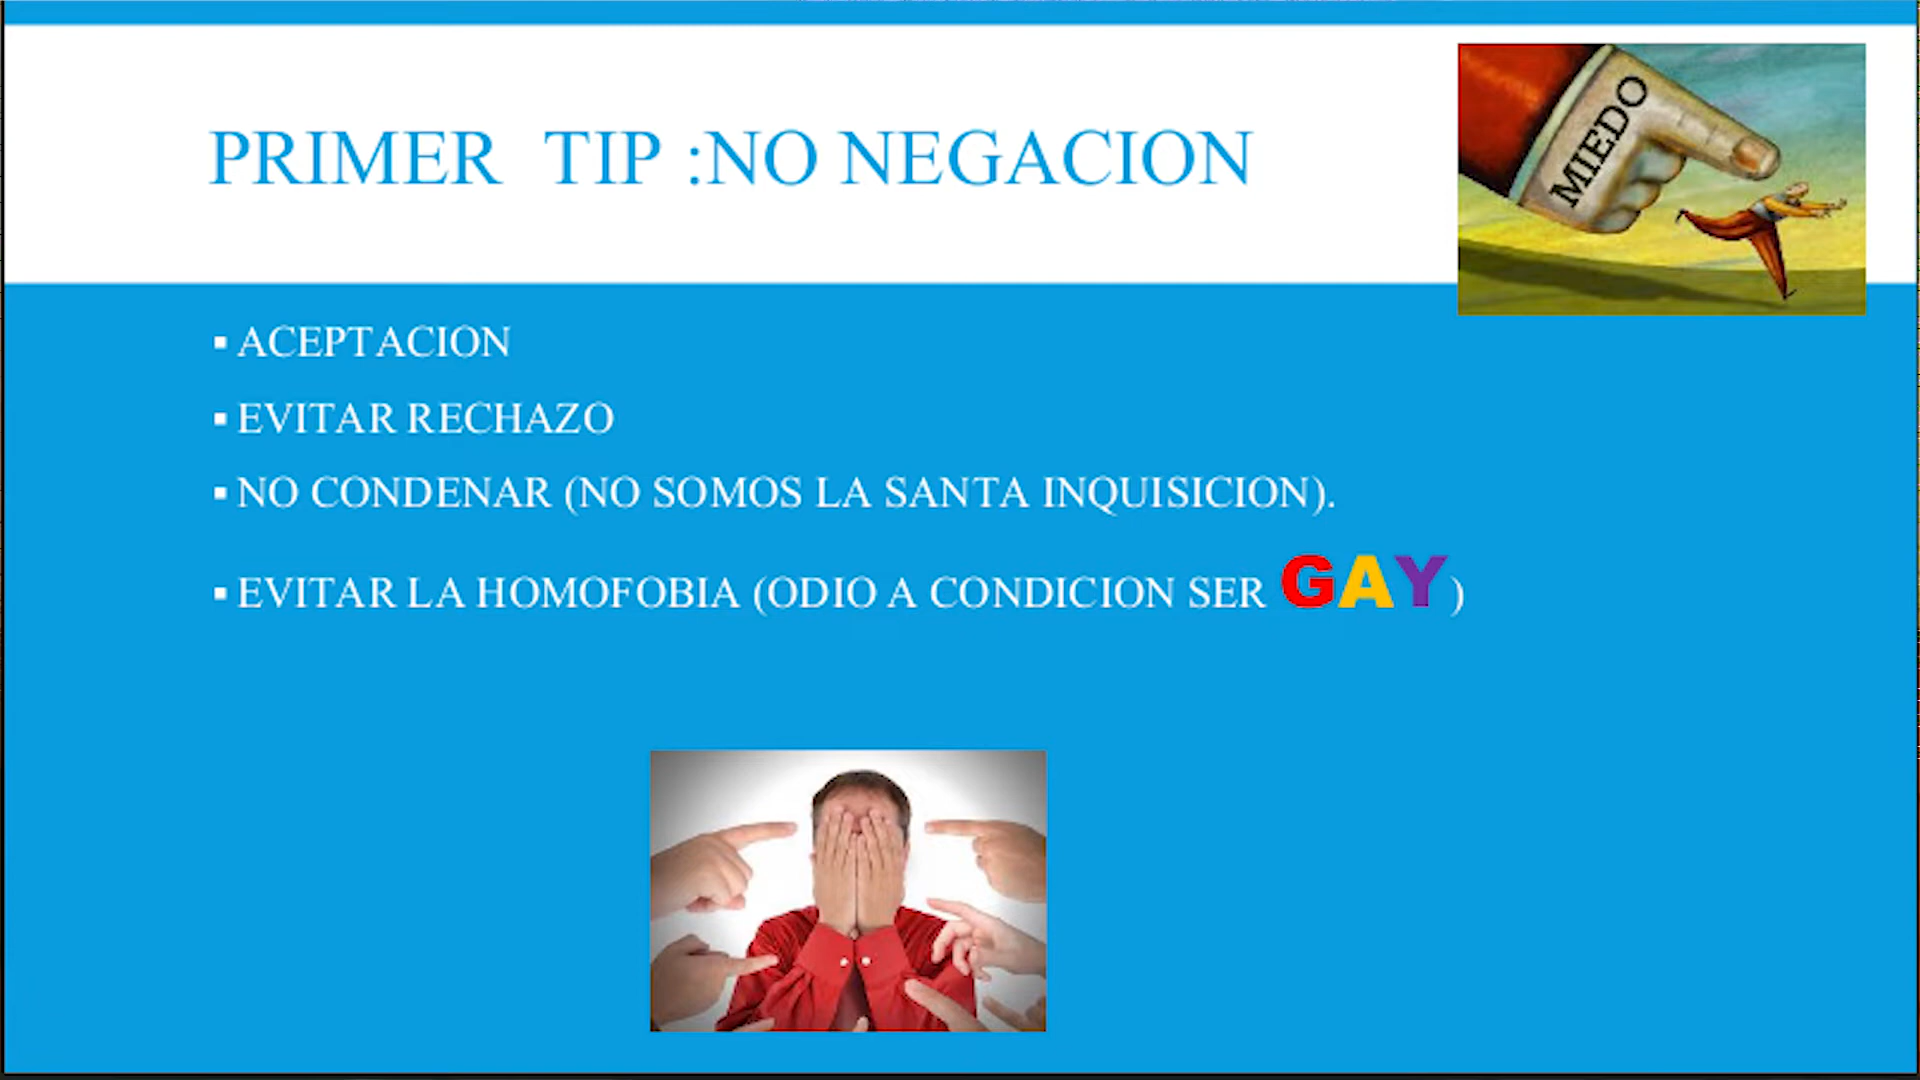 PRIMER TIP :NO NEGACION
MIEDO
▪ ACEPTACION
▪ EVITAR RECHAZO
▪ NO CONDENAR (NO SOMOS LA SANTA INQUISICION).
▪ EVITAR LA HOMOFOBIA (ODIO A CONDICION SER GAY)